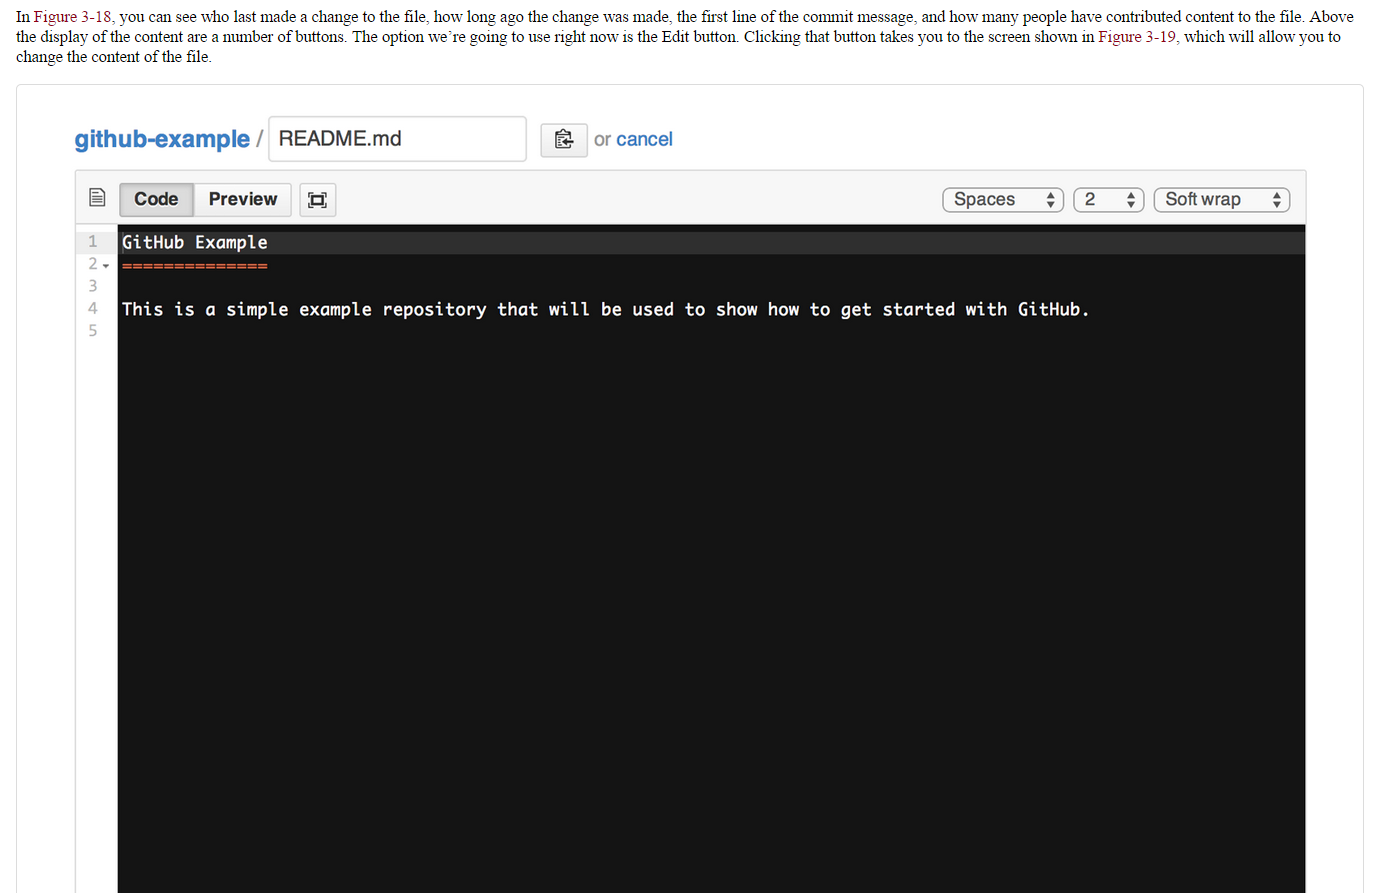 In Figure 3-18, you can see who last made a change to the file, how long ago the change was made, the first line of the commit message, and how many people have contributed content to the file. Above
the display of the content are a number of buttons. The option we’re going to use right now is the Edit button. Clicking that button takes you to the screen shown in Figure 3-19, which will allow you to
change the content of the file.
github-example / README.md or cancel
Code Preview Spaces 2 Soft wrap
1 GitHub Example
2 ==============
3
4 This is a simple example repository that will be used to show how to get started with GitHub.
5